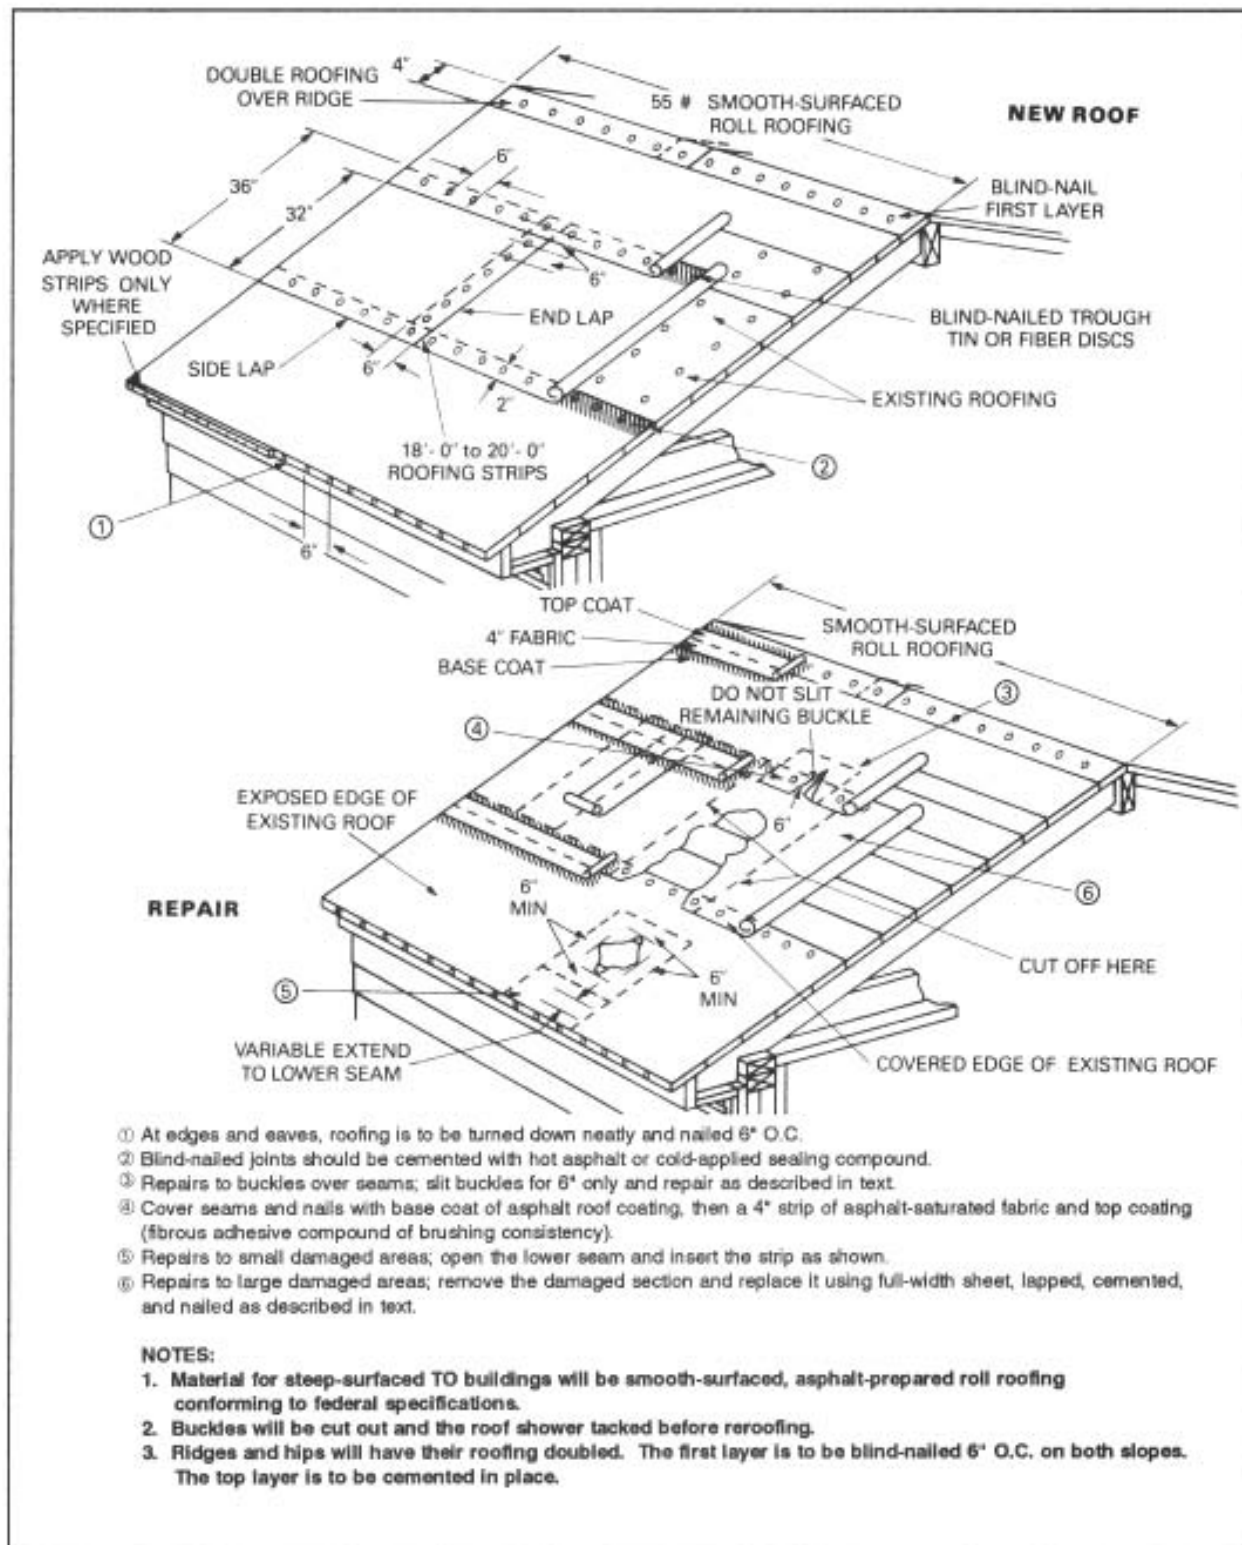 DOUBLE ROOFING
OVER RIDGE
4"
55 # SMOOTH-SURFACED
ROLL ROOFING
NEW ROOF
6"
36"
32"
BLIND-NAIL
FIRST LAYER
APPLY WOOD
STRIPS ONLY
WHERE
SPECIFIED
6"
END LAP
BLIND-NAILED TROUGH
TIN OR FIBER DISCS
SIDE LAP
6"
2"
EXISTING ROOFING
18'-0" to 20'-0"
ROOFING STRIPS
②
①
6"
TOP COAT
4" FABRIC
BASE COAT
SMOOTH-SURFACED
ROLL ROOFING
DO NOT SLIT
REMAINING BUCKLE
③
④
EXPOSED EDGE OF
EXISTING ROOF
6"
REPAIR
6"
MIN
⑥
6"
MIN
CUT OFF HERE
⑤
VARIABLE EXTEND
TO LOWER SEAM
COVERED EDGE OF EXISTING ROOF
① At edges and eaves, roofing is to be turned down neatly and nailed 6" O.C.
② Blind-nailed joints should be cemented with hot asphalt or cold-applied sealing compound.
③ Repairs to buckles over seams; slit buckles for 6" only and repair as described in text.
④ Cover seams and nails with base coat of asphalt roof coating, then a 4" strip of asphalt-saturated fabric and top coating
(fibrous adhesive compound of brushing consistency).
⑤ Repairs to small damaged areas; open the lower seam and insert the strip as shown.
⑥ Repairs to large damaged areas; remove the damaged section and replace it using full-width sheet, lapped, cemented,
and nailed as described in text.
NOTES:
1. Material for steep-surfaced TO buildings will be smooth-surfaced, asphalt-prepared roll roofing
conforming to federal specifications.
2. Buckles will be cut out and the roof shower tacked before reroofing.
3. Ridges and hips will have their roofing doubled. The first layer is to be blind-nailed 6" O.C. on both slopes.
The top layer is to be cemented in place.